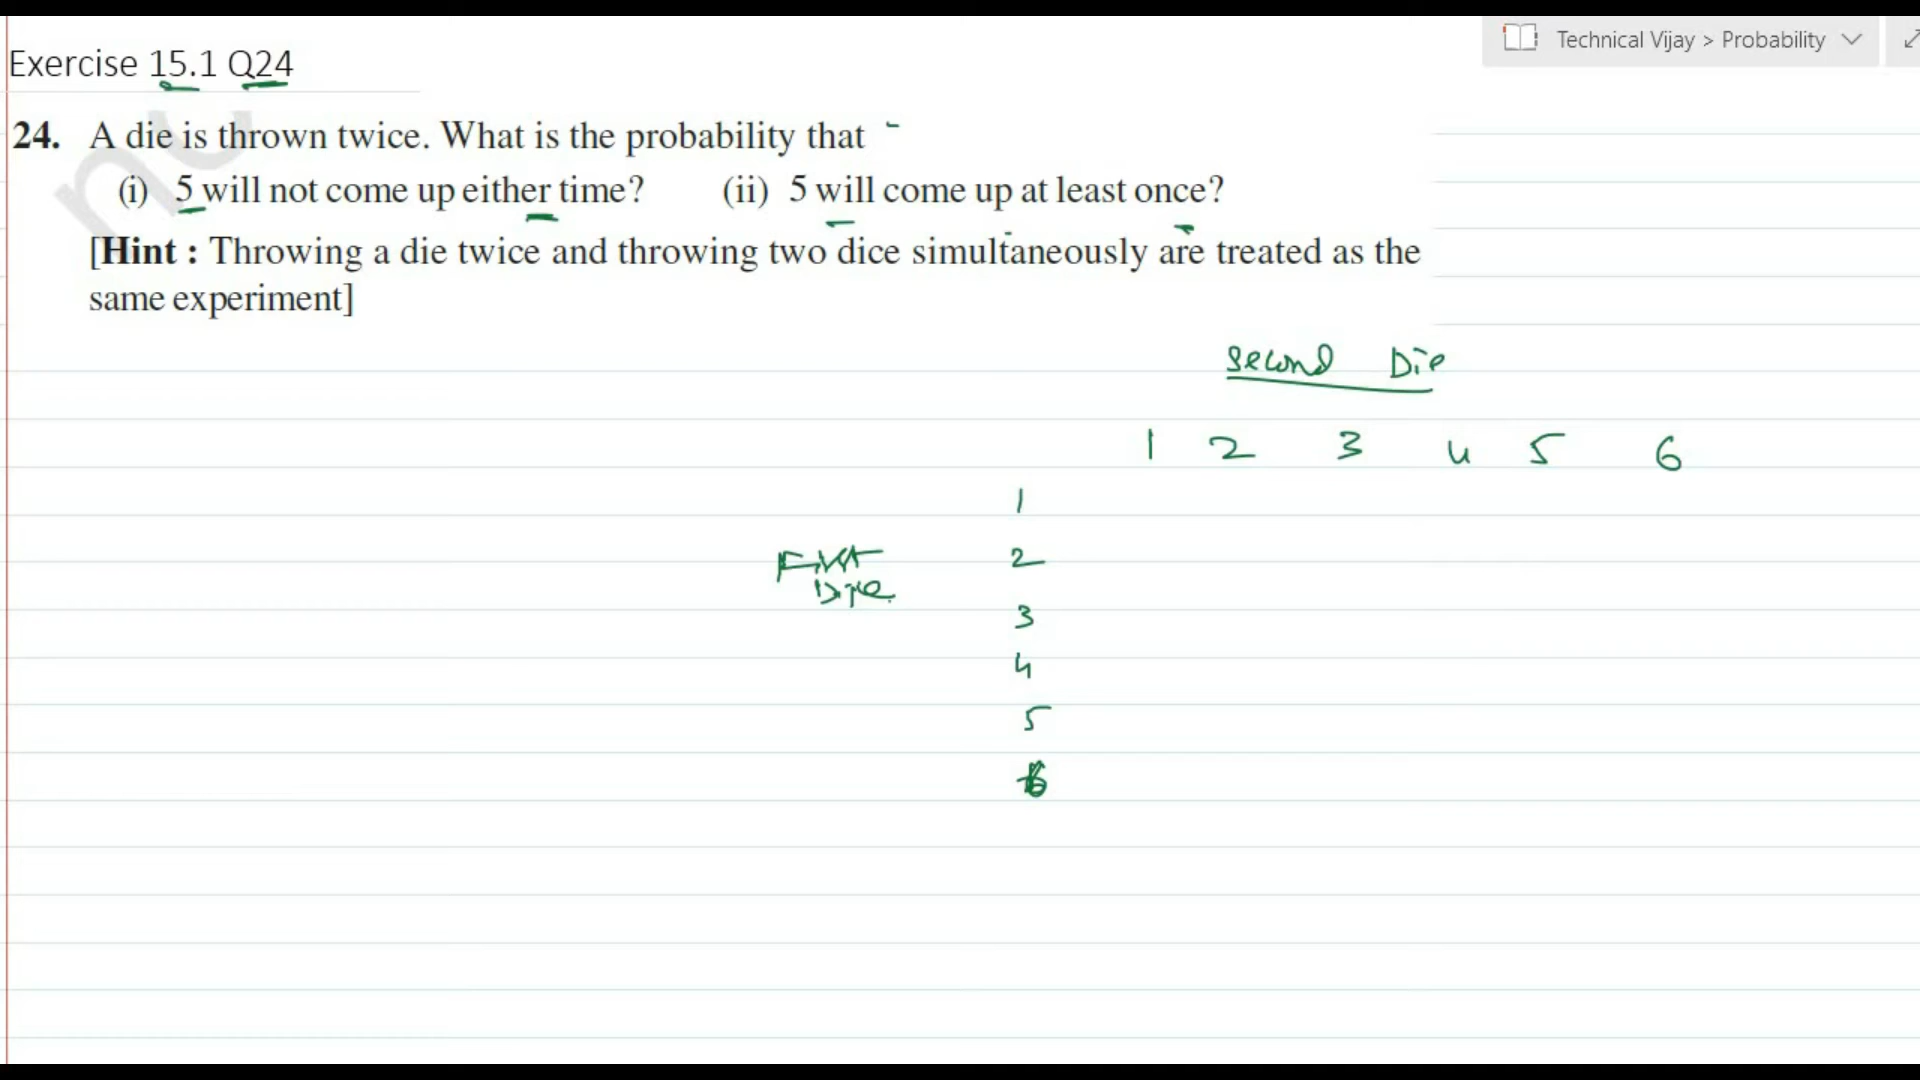 Technical Vijay > Probability
Exercise 15.1 Q24
24. A die is thrown twice. What is the probability that
(i) 5 will not come up either time? (ii) 5 will come up at least once?
[Hint : Throwing a die twice and throwing two dice simultaneously are treated as the
same experiment]
Second Die
1 2 3 4 5 6
1
First 2
Die
3
4
5
6